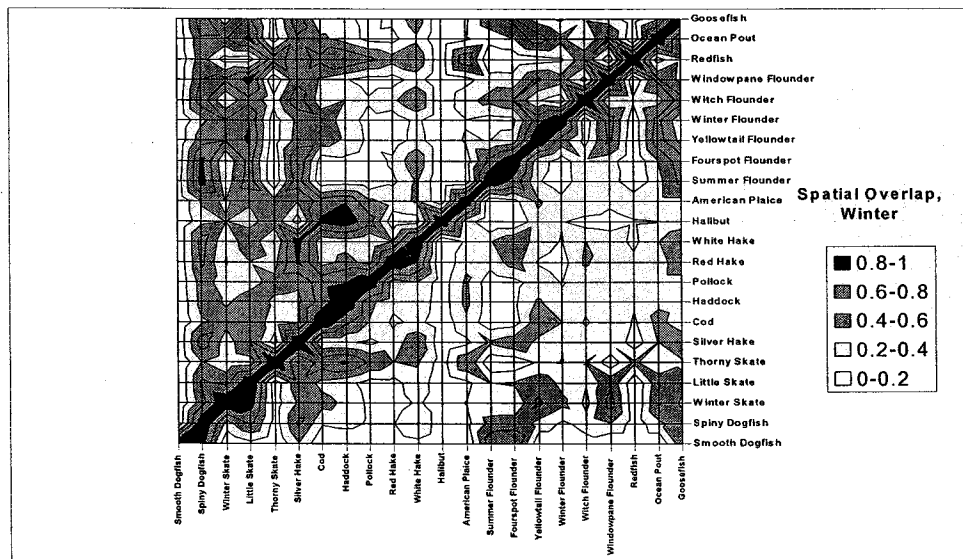 Goosefish
Ocean Pout
Redfish
Windowpane Flounder
Witch Flounder
Winter Flounder
Yellowtail Flounder
Fourspot Flounder
Summer Flounder
American Plaice
Halibut
White Hake
Red Hake
Pollock
Haddock
Cod
Silver Hake
Thorny Skate
Little Skate
Winter Skate
Spiny Dogfish
Smooth Dogfish
Spatial Overlap,
Winter
0.8-1
0.6-0.8
0.4-0.6
0.2-0.4
0-0.2
Smooth Dogfish
Spiny Dogfish
Winter Skate
Little Skate
Thorny Skate
Silver Hake
Cod
Haddock
Pollock
Red Hake
White Hake
Halibut
American Plaice
Summer Flounder
Fourspot Flounder
Yellowtail Flounder
Winter Flounder
Witch Flounder
Windowpane Flounder
Redfish
Ocean Pout
Goosefish